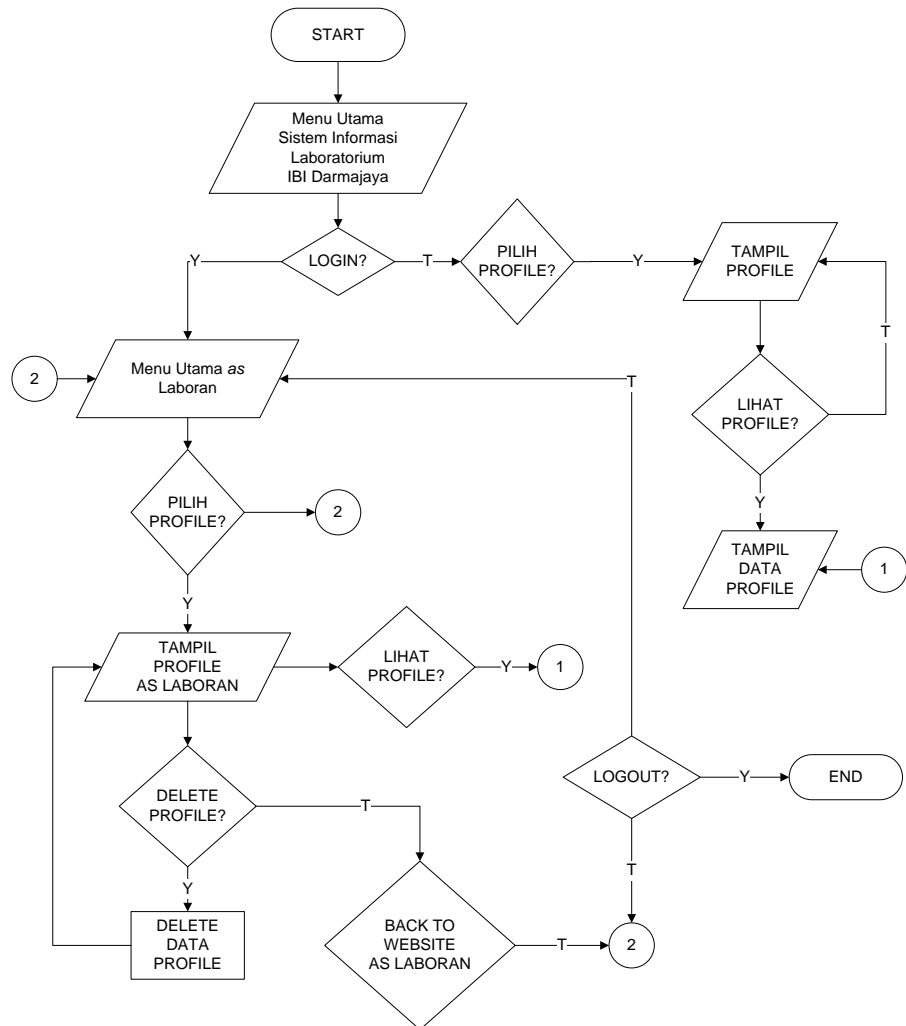 START
Menu Utama
Sistem Informasi
Laboratorium
IBI Darmajaya
Y
LOGIN?
T
PILIH
PROFILE?
Y
TAMPIL
PROFILE
T
2
Menu Utama as
Laboran
T
LIHAT
PROFILE?
PILIH
PROFILE?
2
Y
TAMPIL
DATA
PROFILE
1
Y
TAMPIL
PROFILE
AS LABORAN
LIHAT
PROFILE?
Y
1
LOGOUT?
Y
END
DELETE
PROFILE?
T
T
Y
DELETE
DATA
PROFILE
BACK TO
WEBSITE
AS LABORAN
T
2